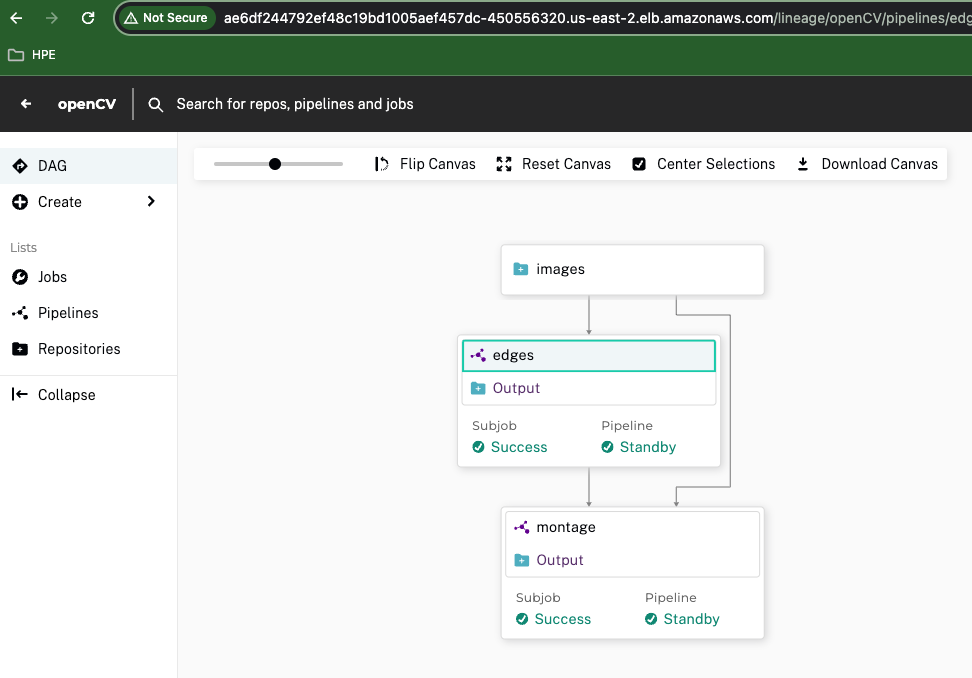 Not Secure ae6df244792ef48c19bd1005aef457dc-450556320.us-east-2.elb.amazonaws.com/lineage/openCV/pipelines/edg
HPE
openCV Search for repos, pipelines and jobs
DAG
Create
Lists
Jobs
Pipelines
Repositories
Collapse
Flip Canvas Reset Canvas Center Selections Download Canvas
images
edges
Output
Subjob Pipeline
Success Standby
montage
Output
Subjob Pipeline
Success Standby